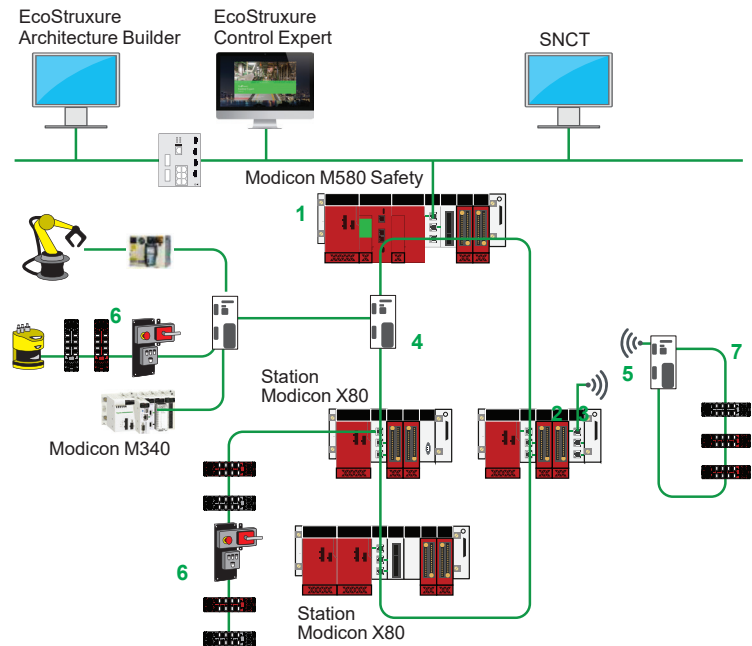 EcoStruxure
Architecture Builder
EcoStruxure
Control Expert
SNCT
Modicon M580 Safety
1
6
4
5
7
Station
Modicon X80
2
3
Modicon M340
6
Station
Modicon X80